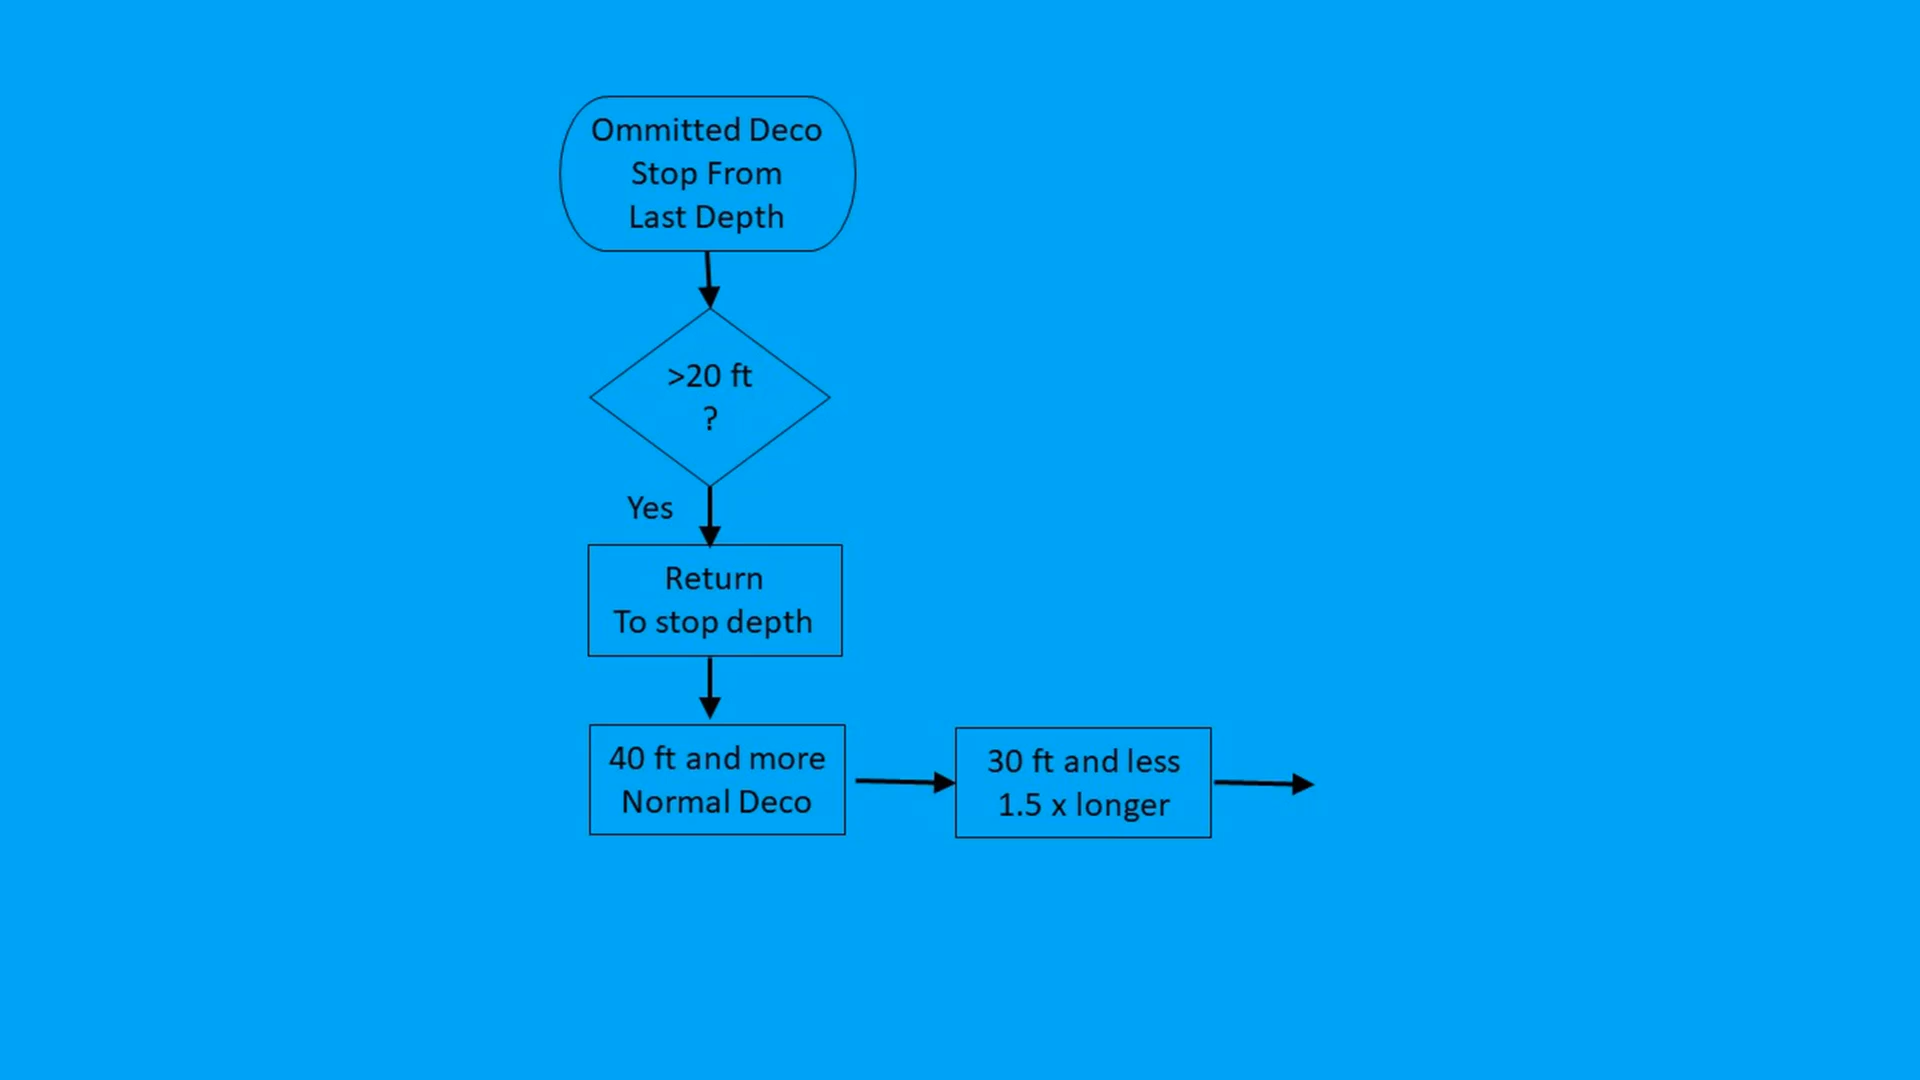 Ommitted Deco
Stop From
Last Depth
>20 ft
?
Yes
Return
To stop depth
40 ft and more
Normal Deco
30 ft and less
1.5 x longer